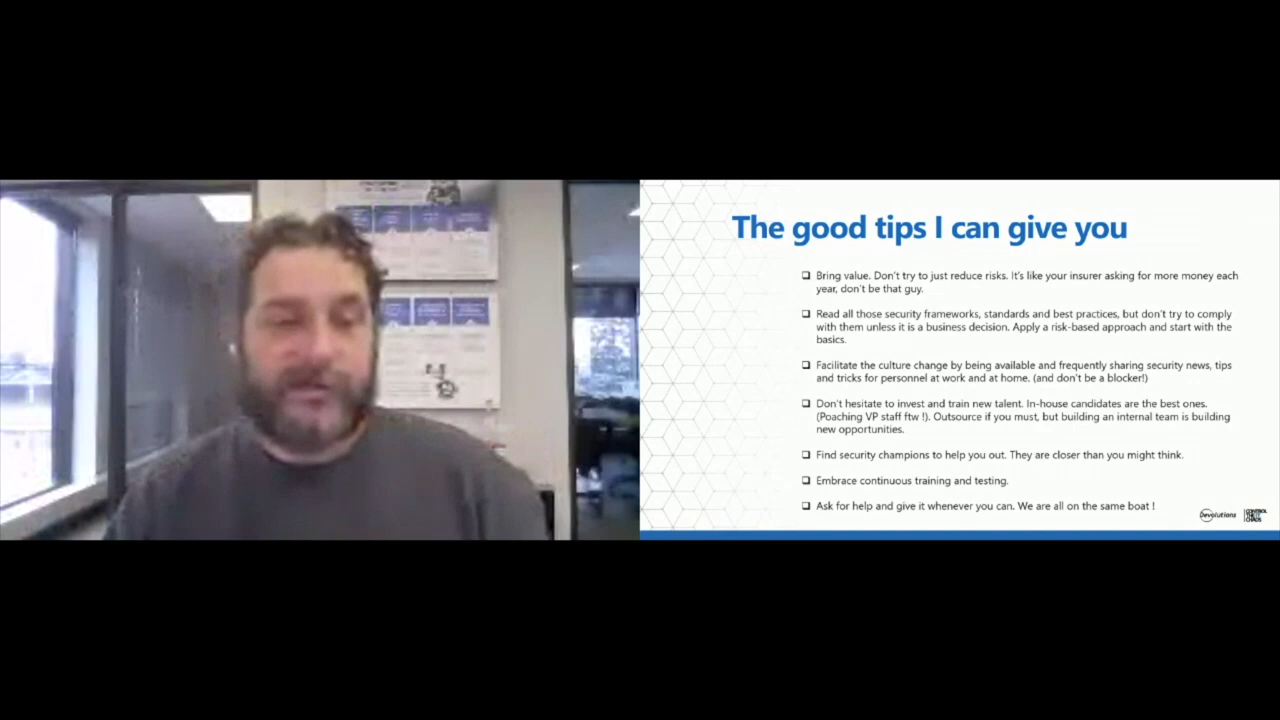 The good tips I can give you
❑ Bring value. Don't try to just reduce risks. It's like your insurer asking for more money each
year, don't be that guy.
❑ Read all those security frameworks, standards and best practices, but don't try to comply
with them unless it is a business decision. Apply a risk-based approach and start with the
basics.
❑ Facilitate the culture change by being available and frequently sharing security news, tips
and tricks for personnel at work and at home. (and don't be a blocker!)
❑ Don't hesitate to invest and train new talent. In-house candidates are the best ones.
(Poaching VP staff ftw !). Outsource if you must, but building an internal team is building
new opportunities.
❑ Find security champions to help you out. They are closer than you might think.
❑ Embrace continuous training and testing.
❑ Ask for help and give it whenever you can. We are all on the same boat !
Devolutions
CONTROL
THE IT
CHAOS